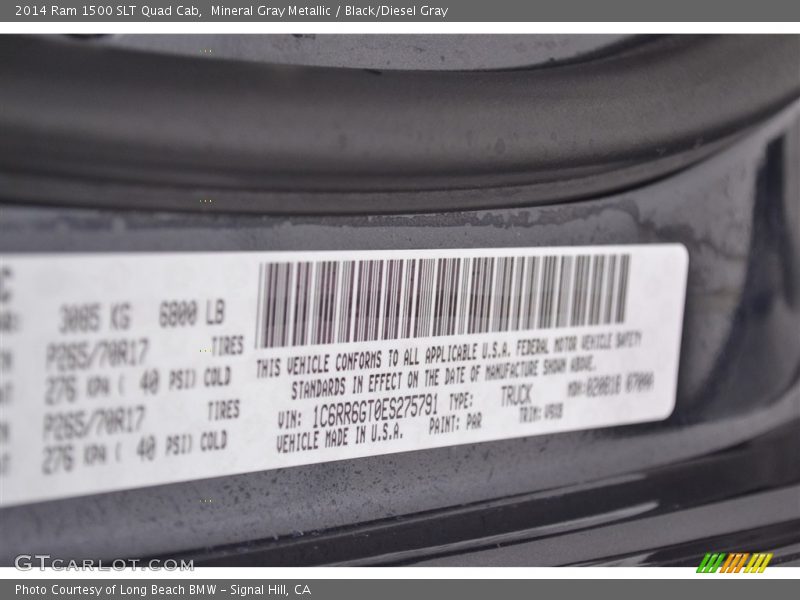 2014 Ram 1500 SLT Quad Cab,  Mineral Gray Metallic / Black/Diesel Gray
3085 KG 6800 LB
P265/70R17 TIRES
276 KPA ( 40 PSI) COLD
P265/70R17 TIRES
276 KPA ( 40 PSI) COLD
THIS VEHICLE CONFORMS TO ALL APPLICABLE U.S.A. FEDERAL MOTOR VEHICLE SAFETY
STANDARDS IN EFFECT ON THE DATE OF MANUFACTURE SHOWN ABOVE.
VIN: 1C6RR6GT0ES275791 TYPE: TRUCK
VEHICLE MADE IN U.S.A. PAINT: PAR TRIM:
GTCARLOT.COM
Photo Courtesy of Long Beach BMW - Signal Hill, CA